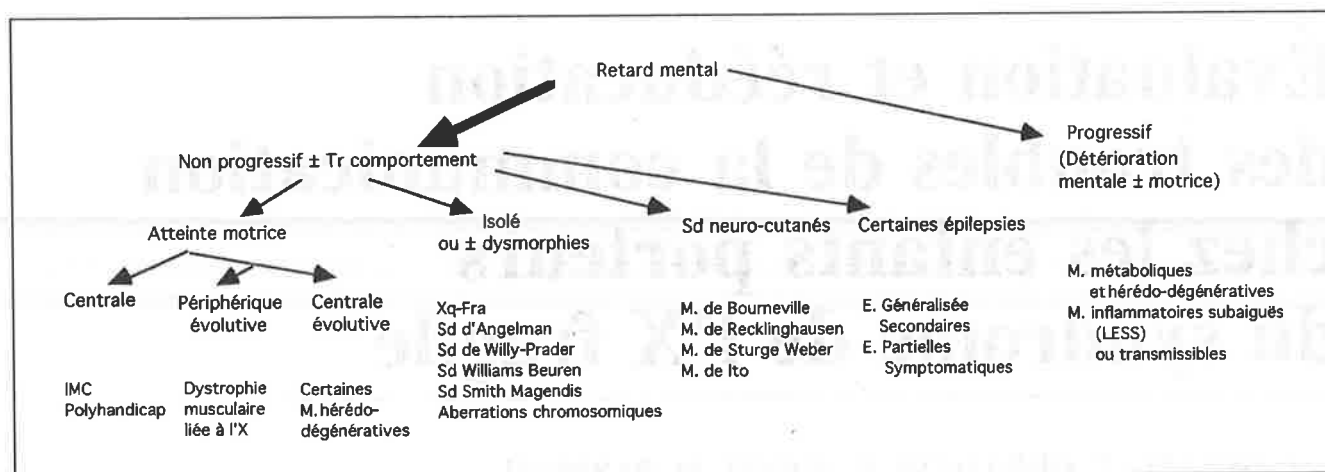 Retard mental
Progressif
(Détérioration
mentale ± motrice)
Non progressif ± Tr comportement
Atteinte motrice
Isolé
ou ± dysmorphies
Sd neuro-cutanés
Certaines épilepsies
Centrale
Périphérique
évolutive
Centrale
évolutive
IMC
Polyhandicap
Dystrophie
musculaire
liée à l'X
Certaines
M. hérédo-
dégénératives
Xq-Fra
Sd d'Angelman
Sd de Willy-Prader
Sd Williams Beuren
Sd Smith Magendis
Aberrations chromosomiques
M. de Bourneville
M. de Recklinghausen
M. de Sturge Weber
M. de Ito
E. Généralisée
Secondaires
E. Partielles
Symptomatiques
M. métaboliques
et hérédo-dégénératives
M. inflammatoires subaiguës
(LESS)
ou transmissibles